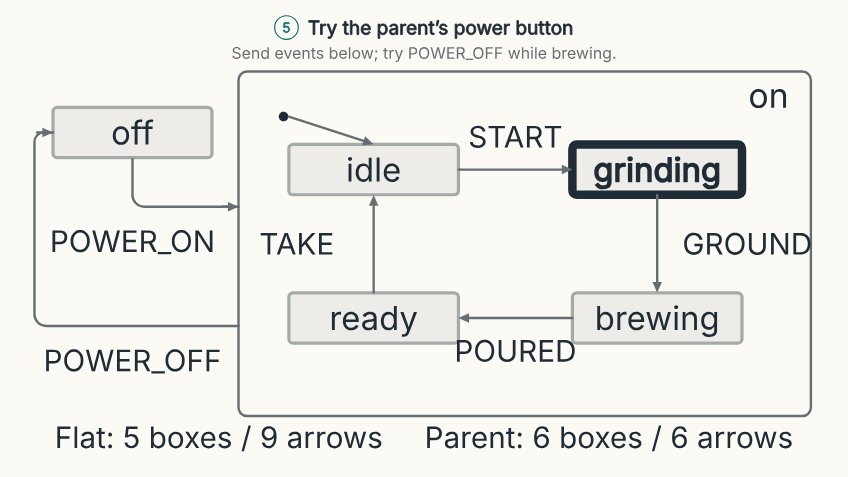 5 Try the parent’s power button
Send events below; try POWER_OFF while brewing.
on
off
START
idle
grinding
POWER_ON
TAKE
GROUND
ready
brewing
POURED
POWER_OFF
Flat: 5 boxes / 9 arrows
Parent: 6 boxes / 6 arrows